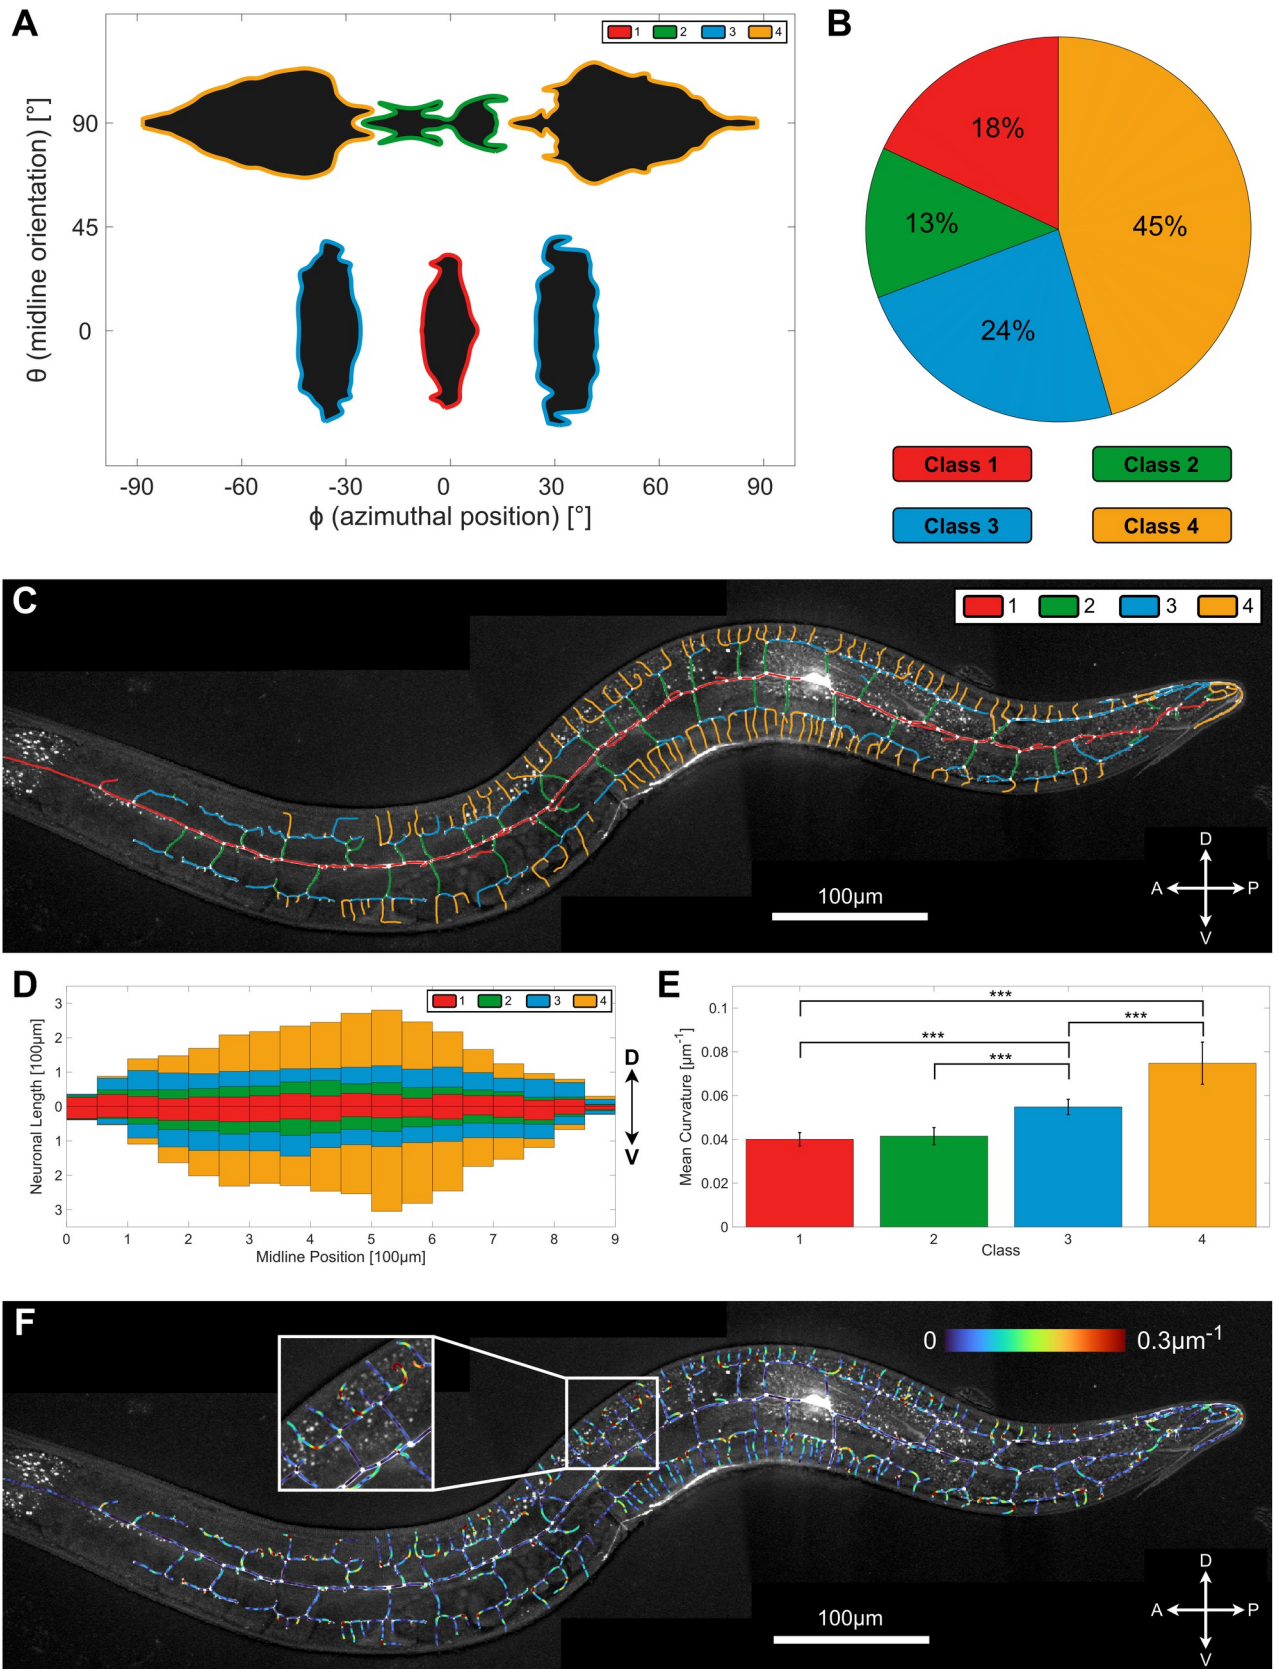 A
1 2 3 4
θ (midline orientation) [°]
90
45
0
-90 -60 -30 0 30 60 90
ϕ (azimuthal position) [°]
B
18%
13%
45%
24%
Class 1 Class 2
Class 3 Class 4
C
1 2 3 4
100µm
D
A P
V
D
1 2 3 4
Neuronal Length [100µm]
3
2
1
0
1
2
3
0 1 2 3 4 5 6 7 8 9
Midline Position [100µm]
D
V
E
Mean Curvature [µm⁻¹]
0.1
0.08
0.06
0.04
0.02
0
***
***
***
***
1 2 3 4
Class
F
0 0.3µm⁻¹
100µm
D
A P
V